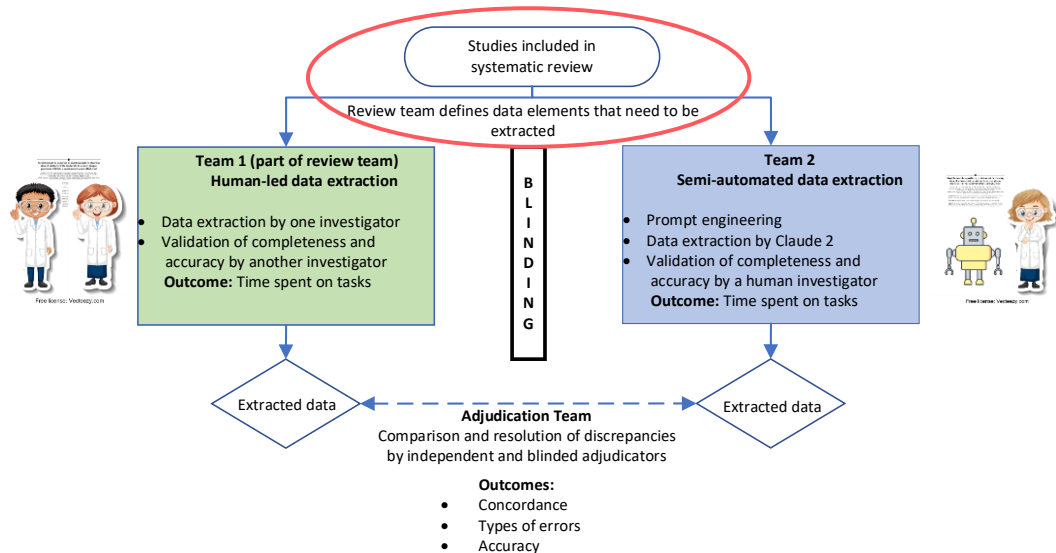 Studies included in
systematic review
Review team defines data elements that need to be
extracted
Team 1 (part of review team)
Human-led data extraction
• Data extraction by one investigator
• Validation of completeness and
accuracy by another investigator
Outcome: Time spent on tasks
Free license: Vecteezy.com
B
L
I
N
D
I
N
G
Team 2
Semi-automated data extraction
• Prompt engineering
• Data extraction by Claude 2
• Validation of completeness and
accuracy by a human investigator
Outcome: Time spent on tasks
Free license: Vecteezy.com
Extracted data
Extracted data
Adjudication Team
Comparison and resolution of discrepancies
by independent and blinded adjudicators
Outcomes:
• Concordance
• Types of errors
• Accuracy